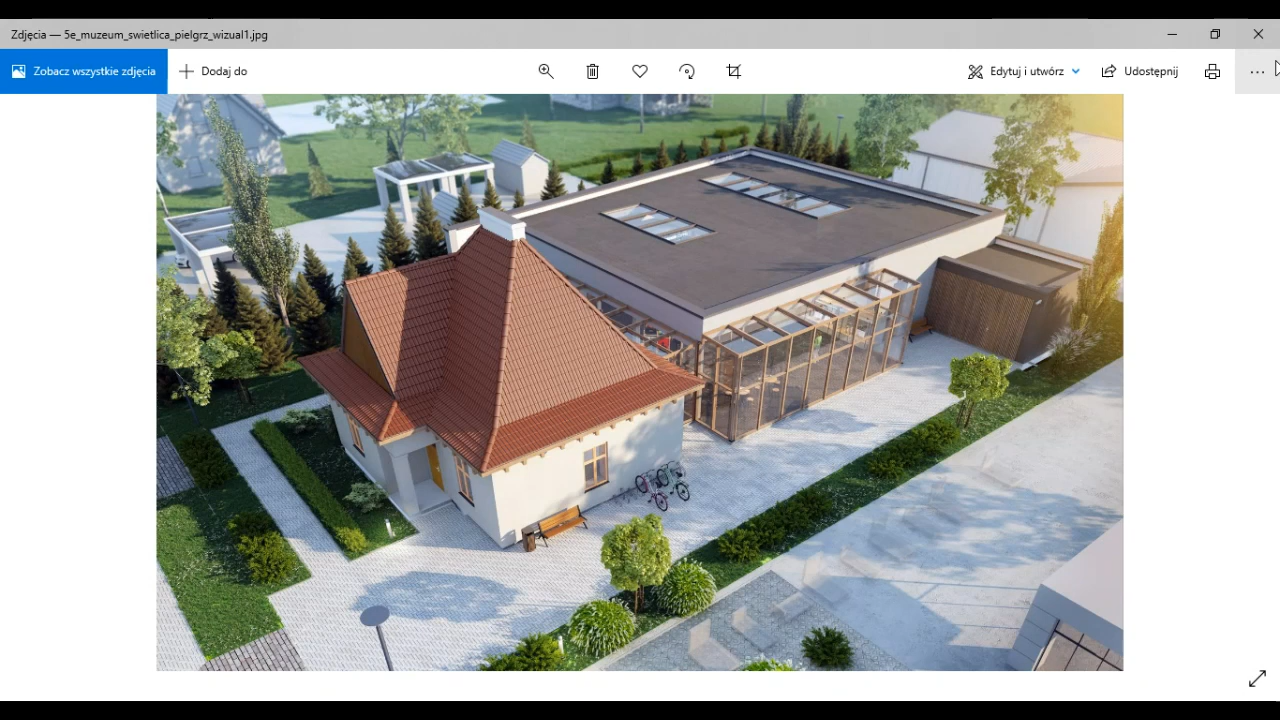 Zdjęcia — 5e_muzeum_swietlica_pielgrz_wizual1.jpg
Zobacz wszystkie zdjęcia
Dodaj do
Edytuj i utwórz
Udostępnij